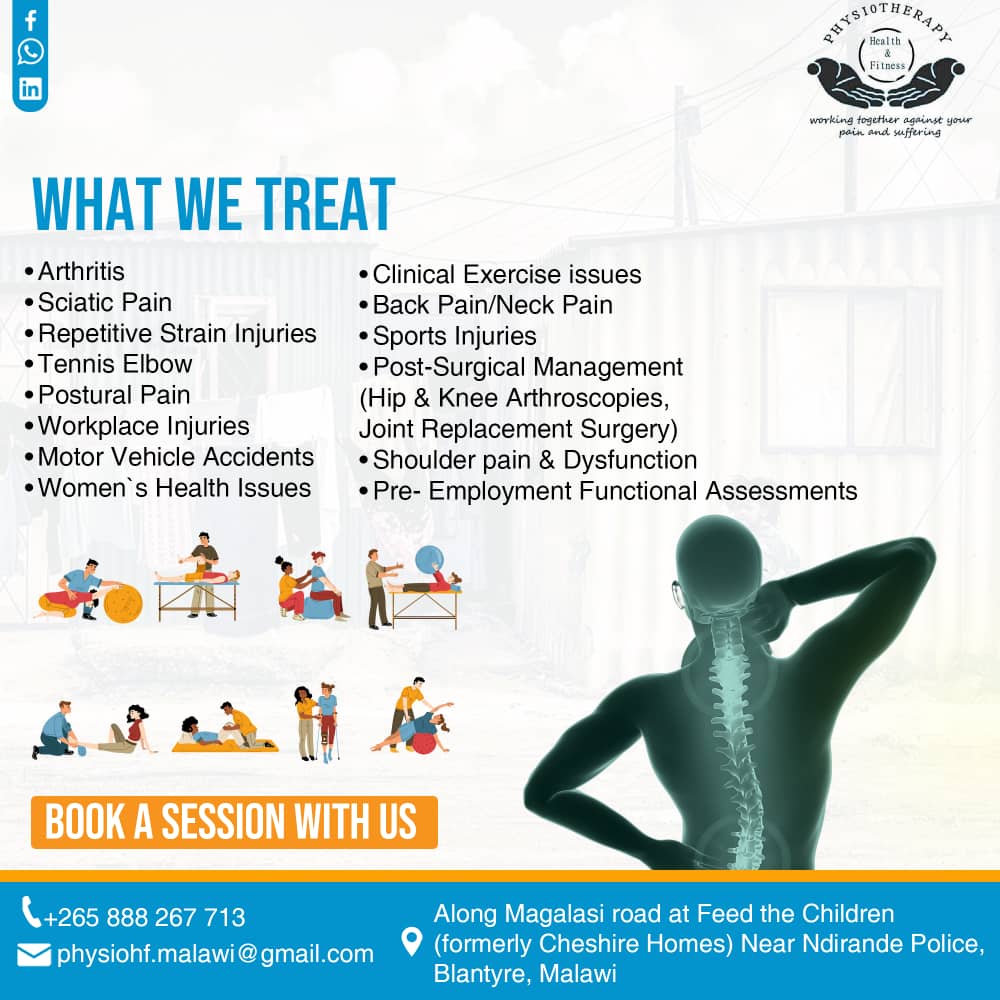 PHYSIOTHERAPY
Health
&
Fitness
working together against your
pain and suffering
WHAT WE TREAT
•Arthritis
•Sciatic Pain
•Repetitive Strain Injuries
•Tennis Elbow
•Postural Pain
•Workplace Injuries
•Motor Vehicle Accidents
•Women`s Health Issues
•Clinical Exercise issues
•Back Pain/Neck Pain
•Sports Injuries
•Post-Surgical Management
(Hip & Knee Arthroscopies,
Joint Replacement Surgery)
•Shoulder pain & Dysfunction
•Pre- Employment Functional Assessments
BOOK A SESSION WITH US
+265 888 267 713
physiohf.malawi@gmail.com
Along Magalasi road at Feed the Children
(formerly Cheshire Homes) Near Ndirande Police,
Blantyre, Malawi